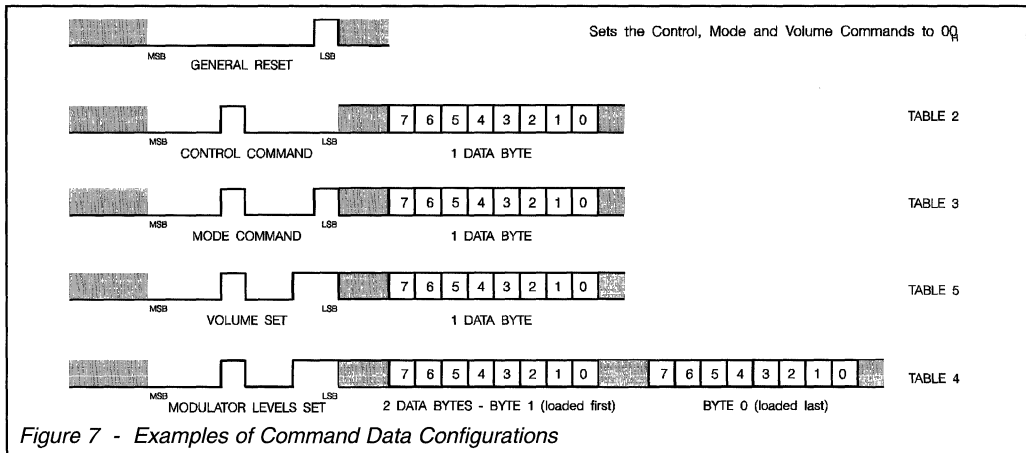 Sets the Control, Mode and Volume Commands to 00H
MSB LSB
GENERAL RESET
7 6 5 4 3 2 1 0 TABLE 2
MSB LSB
CONTROL COMMAND 1 DATA BYTE
7 6 5 4 3 2 1 0 TABLE 3
MSB LSB
MODE COMMAND 1 DATA BYTE
7 6 5 4 3 2 1 0 TABLE 5
MSB LSB
VOLUME SET 1 DATA BYTE
7 6 5 4 3 2 1 0 7 6 5 4 3 2 1 0 TABLE 4
MSB LSB
MODULATOR LEVELS SET 2 DATA BYTES - BYTE 1 (loaded first) BYTE 0 (loaded last)
Figure 7 - Examples of Command Data Configurations